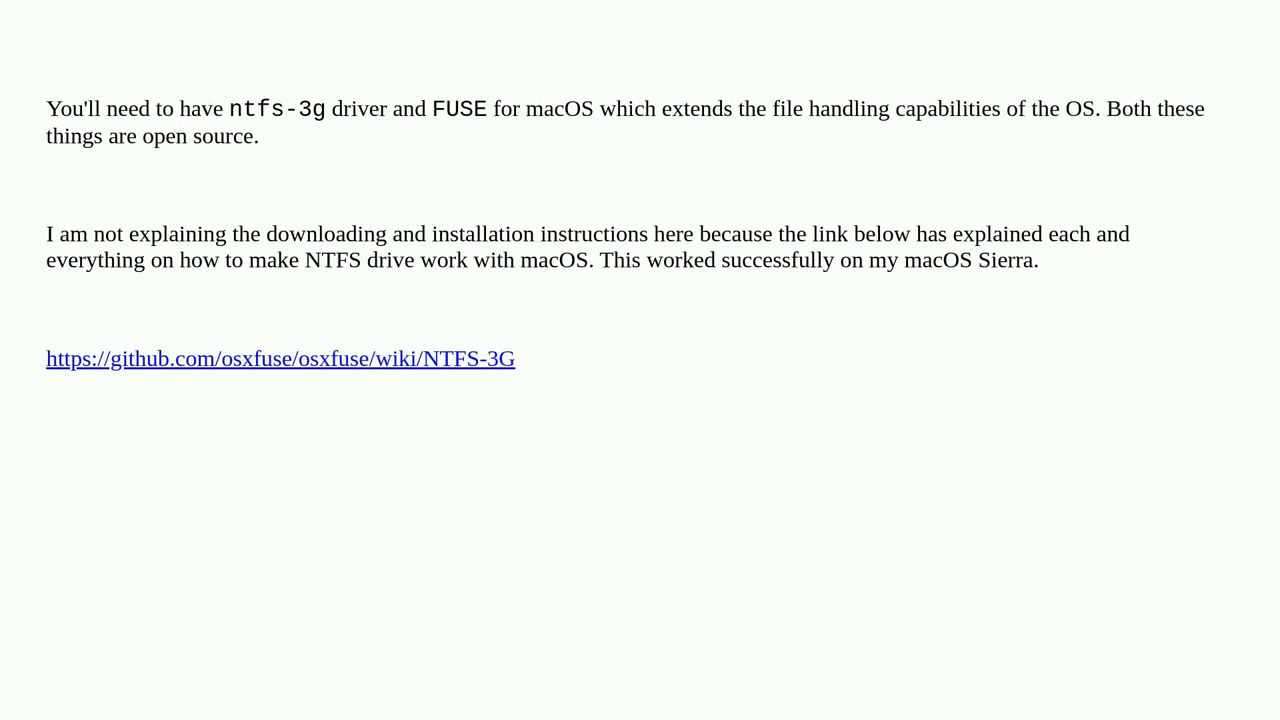 You'll need to have ntfs-3g driver and FUSE for macOS which extends the file handling capabilities of the OS. Both these
things are open source.
I am not explaining the downloading and installation instructions here because the link below has explained each and
everything on how to make NTFS drive work with macOS. This worked successfully on my macOS Sierra.
https://github.com/osxfuse/osxfuse/wiki/NTFS-3G